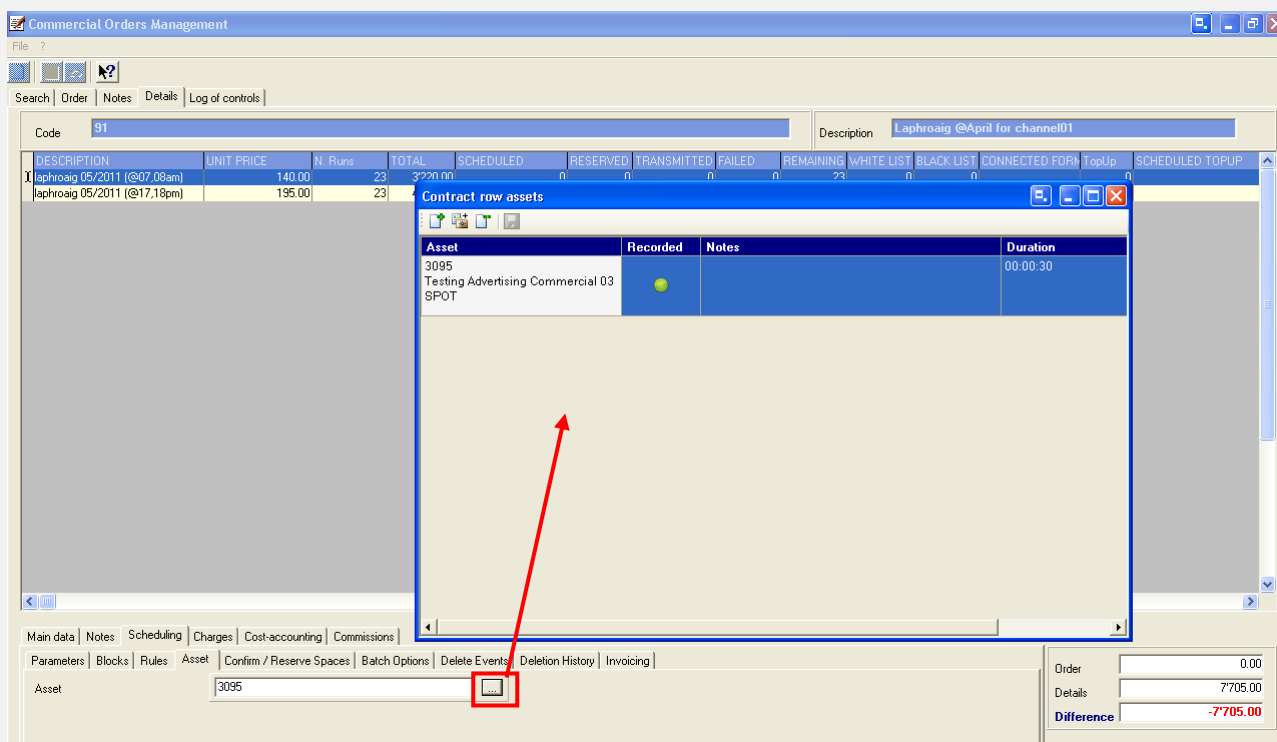 Commercial Orders Management
File ?
Search Order Notes Details Log of controls
Code 91 Description Laphroaig @April for channel01
DESCRIPTION UNIT PRICE N. Runs TOTAL SCHEDULED RESERVED TRANSMITTED FAILED REMAINING WHITE LIST BLACK LIST CONNECTED FORM TopUp SCHEDULED TOPUP
laphroaig 05/2011 (@07,08am) 140.00 23 3'220.00 0 0 0 0 23 0 0 0
laphroaig 05/2011 (@17,18pm) 195.00 23
Contract row assets
Asset Recorded Notes Duration
3095 00:00:30
Testing Advertising Commercial 03
SPOT
Main data Notes Scheduling Charges Cost-accounting Commissions
Parameters Blocks Rules Asset Confirm / Reserve Spaces Batch Options Delete Events Deletion History Invoicing
Asset 3095 ...
Order 0.00
Details 7'705.00
Difference -7'705.00